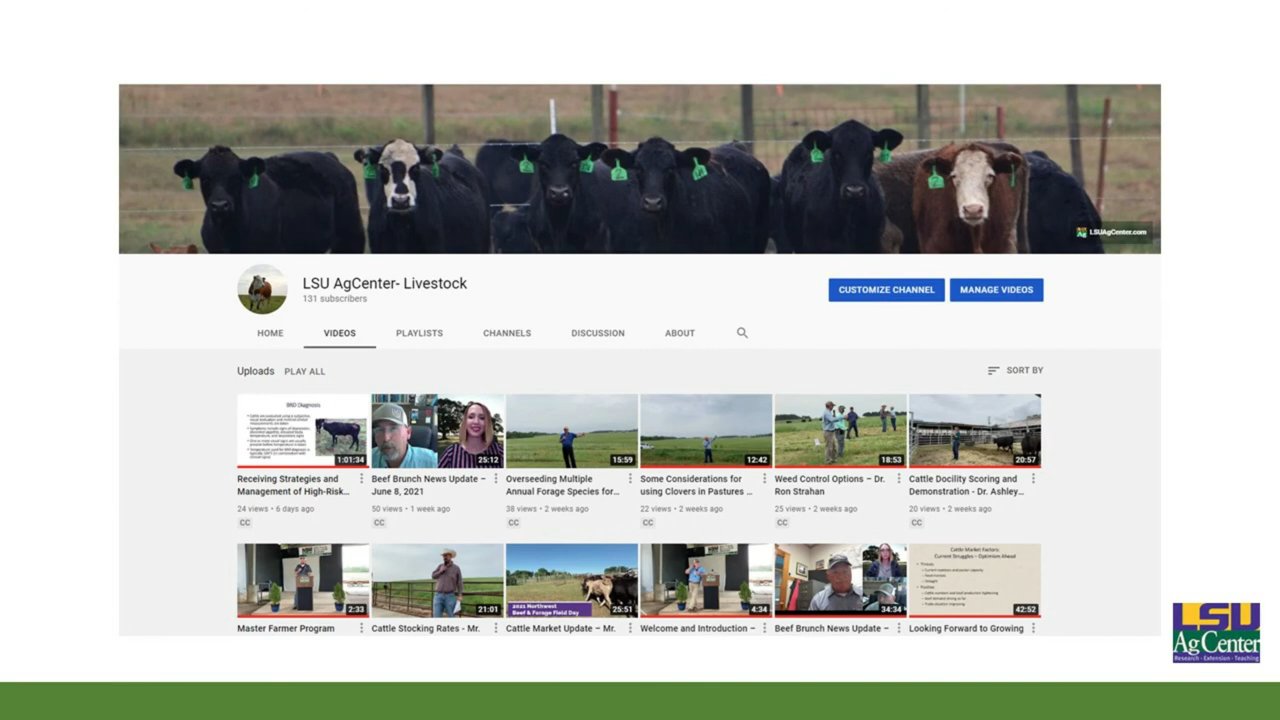 LSUAgCenter.com
LSU AgCenter- Livestock
131 subscribers
CUSTOMIZE CHANNEL
MANAGE VIDEOS
HOME
VIDEOS
PLAYLISTS
CHANNELS
DISCUSSION
ABOUT
Uploads
PLAY ALL
SORT BY
BRD Diagnosis
1:01:34
25:12
15:59
12:42
18:53
20:57
Receiving Strategies and
Management of High-Risk...
24 views • 6 days ago
CC
Beef Brunch News Update –
June 8, 2021
50 views • 1 week ago
CC
Overseeding Multiple
Annual Forage Species for...
38 views • 2 weeks ago
CC
Some Considerations for
using Clovers in Pastures ...
22 views • 2 weeks ago
CC
Weed Control Options – Dr.
Ron Strahan
25 views • 2 weeks ago
CC
Cattle Docility Scoring and
Demonstration - Dr. Ashley...
20 views • 2 weeks ago
CC
2:33
21:01
2021 Northwest
Beef & Forage Field Day
25:51
4:34
34:34
Cattle Market Factors:
Current Struggles – Optimism Ahead
42:52
Master Farmer Program
Cattle Stocking Rates - Mr.
Cattle Market Update – Mr.
Welcome and Introduction –
Beef Brunch News Update –
Looking Forward to Growing
LSU
AgCenter
Research · Extension · Teaching